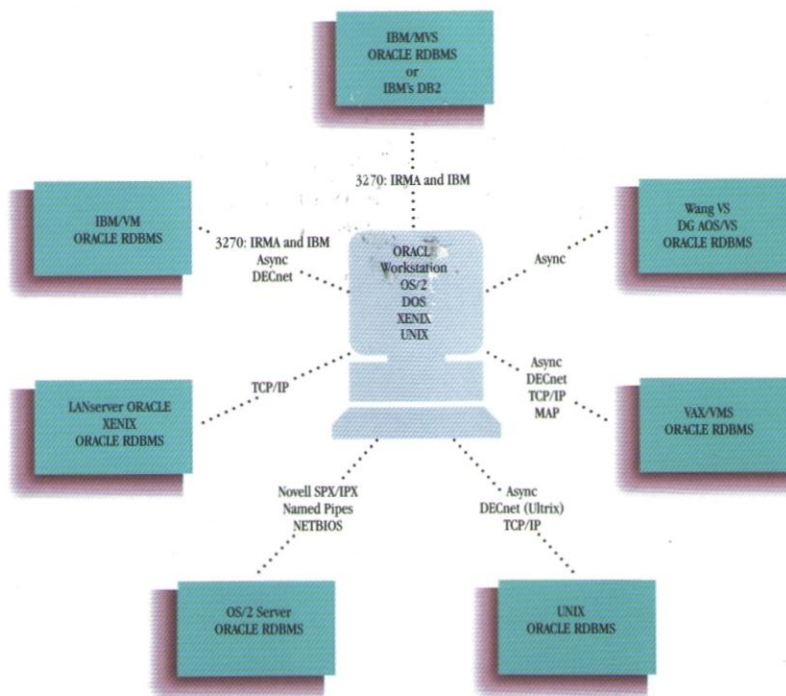 IBM/MVS
ORACLE RDBMS
or
IBM's DB2
3270: IRMA and IBM
IBM/VM
ORACLE RDBMS
3270: IRMA and IBM
Async
DECnet
ORACLE
Workstation
OS/2
DOS
XENIX
UNIX
Wang VS
DG AOS/VS
ORACLE RDBMS
Async
LANserver ORACLE
XENIX
ORACLE RDBMS
TCP/IP
Async
DECnet
TCP/IP
MAP
VAX/VMS
ORACLE RDBMS
Novell SPX/IPX
Named Pipes
NETBIOS
Async
DECnet (Ultrix)
TCP/IP
OS/2 Server
ORACLE RDBMS
UNIX
ORACLE RDBMS